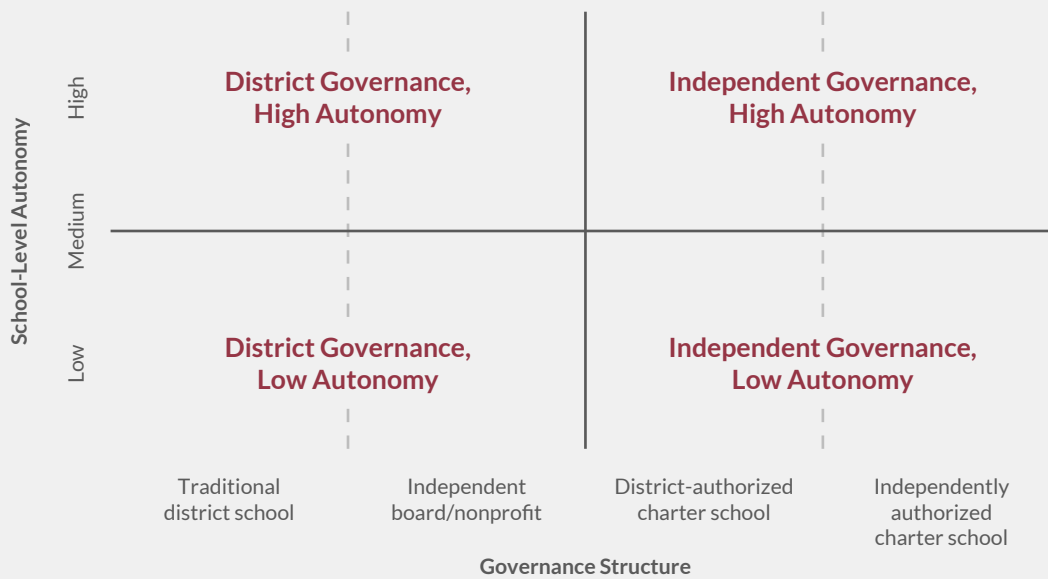 School-Level Autonomy
High
Medium
Low
District Governance,
High Autonomy
Independent Governance,
High Autonomy
District Governance,
Low Autonomy
Independent Governance,
Low Autonomy
Traditional
district school
Independent
board/nonprofit
District-authorized
charter school
Independently
authorized
charter school
Governance Structure